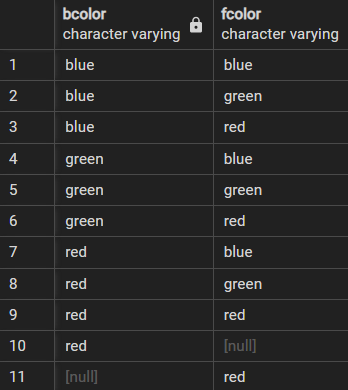 bcolor fcolor
character varying character varying
1 blue blue
2 blue green
3 blue red
4 green blue
5 green green
6 green red
7 red blue
8 red green
9 red red
10 red [null]
11 [null] red